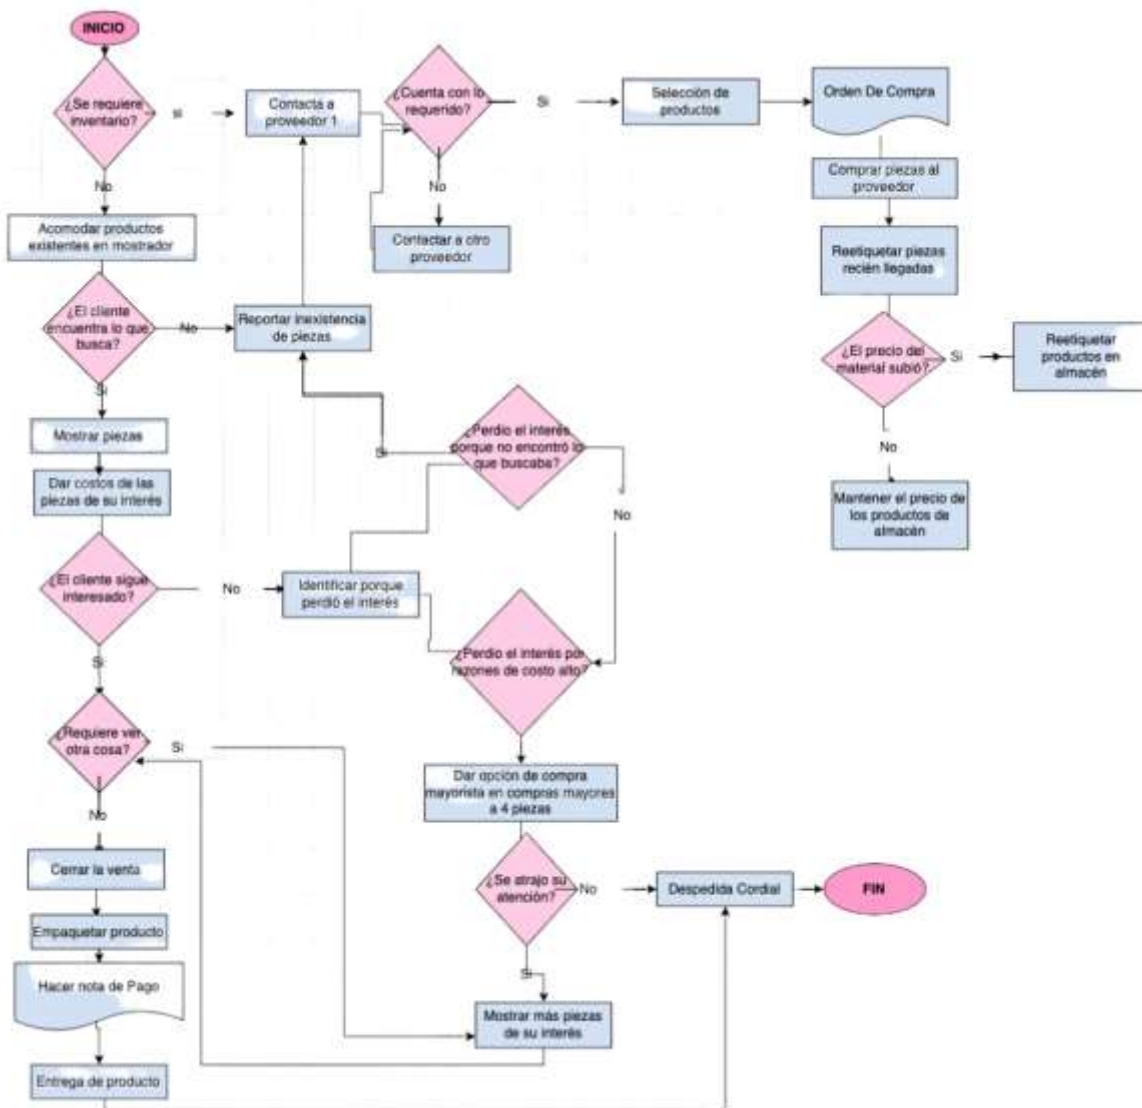 INICIO
¿Se requiere
inventario?
si
Contacta a
proveedor 1
¿Cuenta con lo
requerido?
Si
Selección de
productos
Orden De Compra
No
No
Comprar piezas al
proveedor
Acomodar productos
existentes en mostrador
Contactar a otro
proveedor
Reetiquetar piezas
recién llegadas
¿El cliente
encuentra lo que
busca?
No
Reportar inexistencia
de piezas
¿El precio del
material subió?
Si
Reetiquetar
productos en
almacén
Si
Mostrar piezas
¿Perdio el interés
porque no encontró lo
que buscaba?
Si
No
No
Dar costos de las
piezas de su interés
Mantener el precio de
los productos de
almacén
¿El cliente sigue
interesado?
No
Identificar porque
perdió el interés
Si
¿Perdio el interés por
razones de costo alto?
¿Requiere ver
otra cosa?
Si
Dar opción de compra
mayorista en compras mayores
a 4 piezas
No
Cerrar la venta
¿Se atrajo su
atención?
No
Despedida Cordial
FIN
Empaquetar producto
Si
Hacer nota de Pago
Mostrar más piezas
de su interés
Entrega de producto